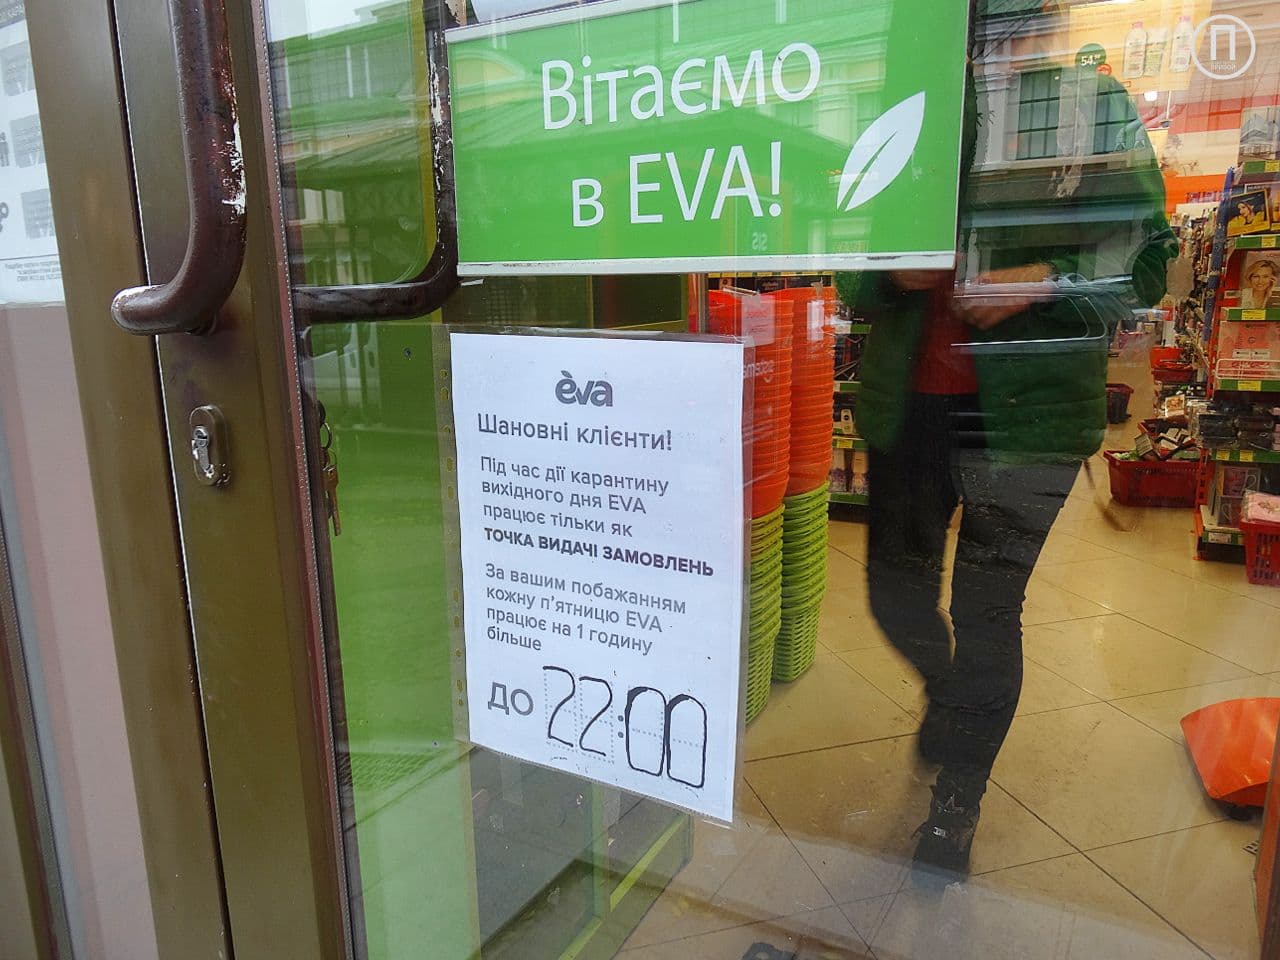 Вітаємо
в EVA!
èva
Шановні клієнти!
Під час дії карантину
вихідного дня EVA
працює тільки як
ТОЧКА ВИДАЧІ ЗАМОВЛЕНЬ
За вашим побажанням
кожну п'ятницю EVA
працює на 1 годину
більше
ДО 22:00
54.
П